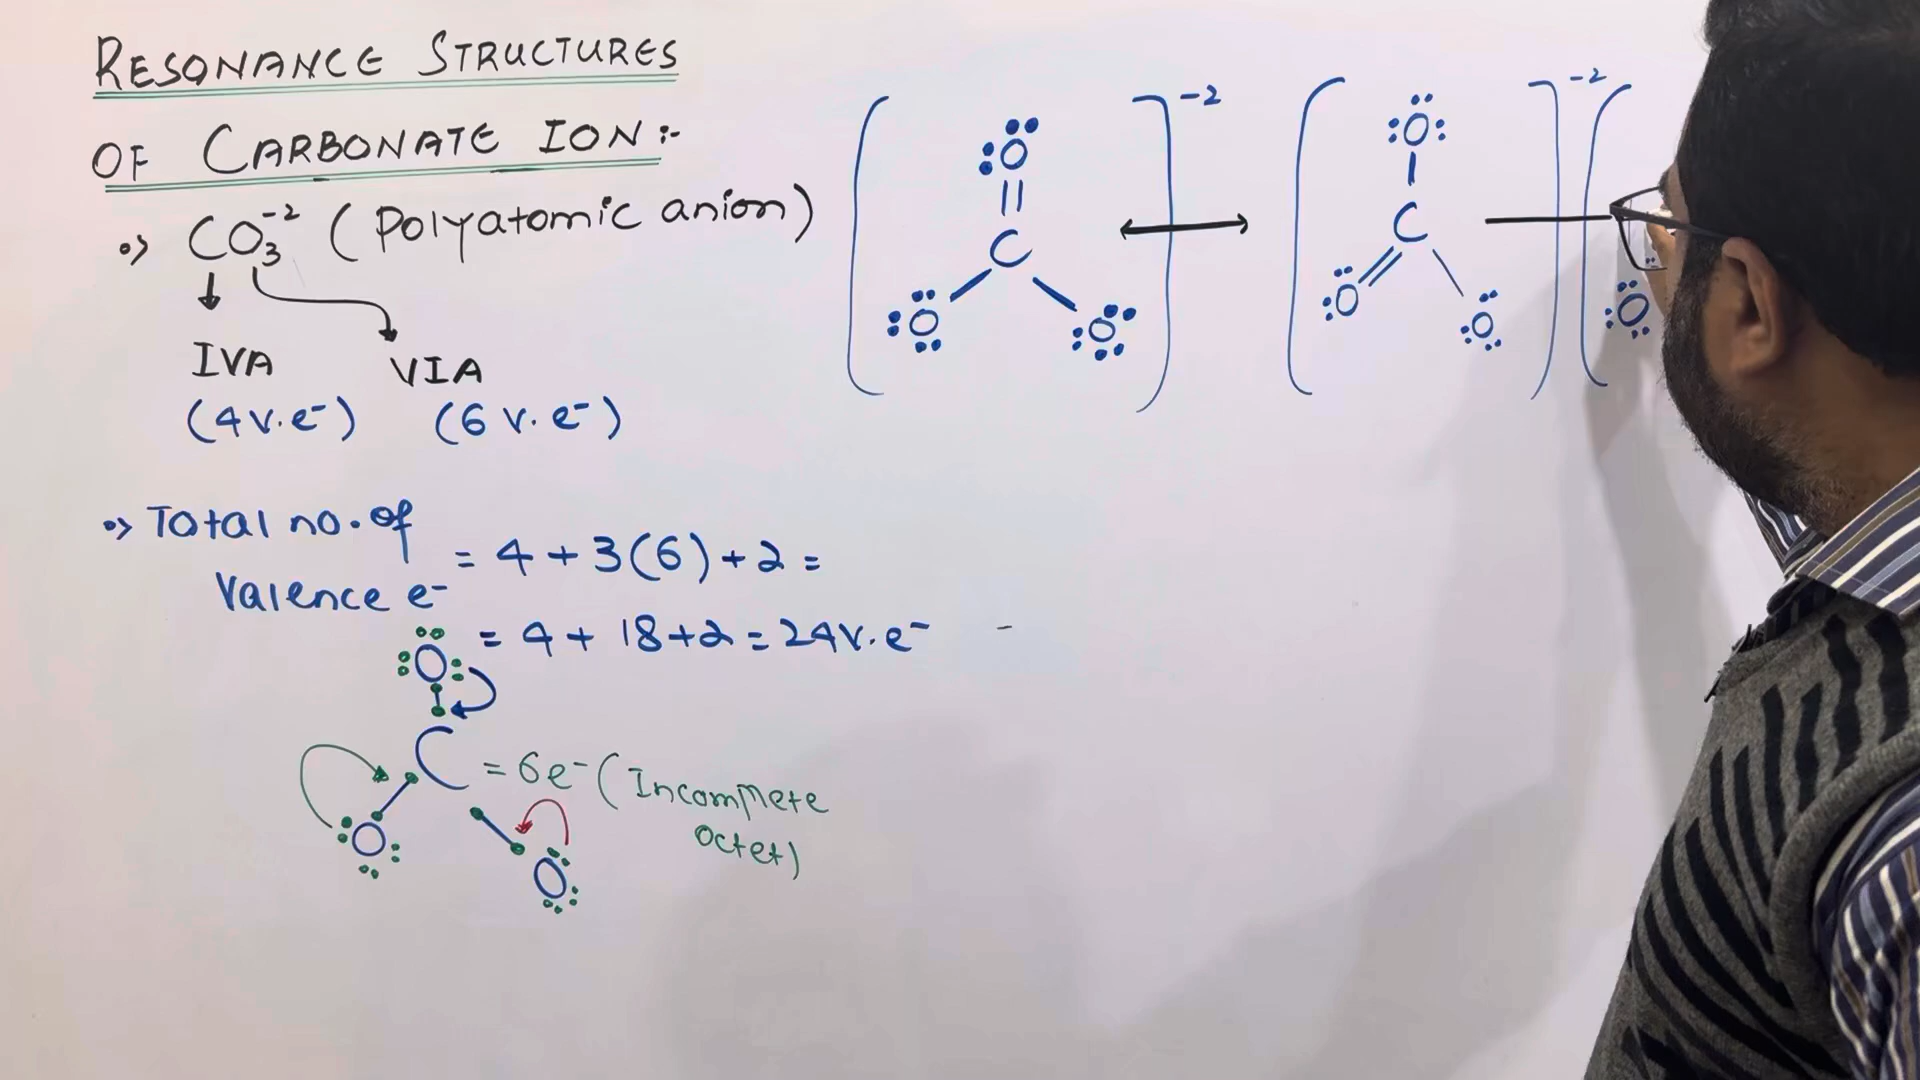 RESONANCE STRUCTURES
OF CARBONATE ION:-
CO₃⁻² (Polyatomic anion)
IVA VIA
(4v.e⁻) (6 v.e⁻)
Total no. of
Valence e⁻ = 4 + 3(6) + 2 =
= 4 + 18 + 2 = 24v.e⁻
:O:
C = 6e⁻ (Incomplete
Octet)
O O
-2 -2
O O
|| |
C C
O O O O O